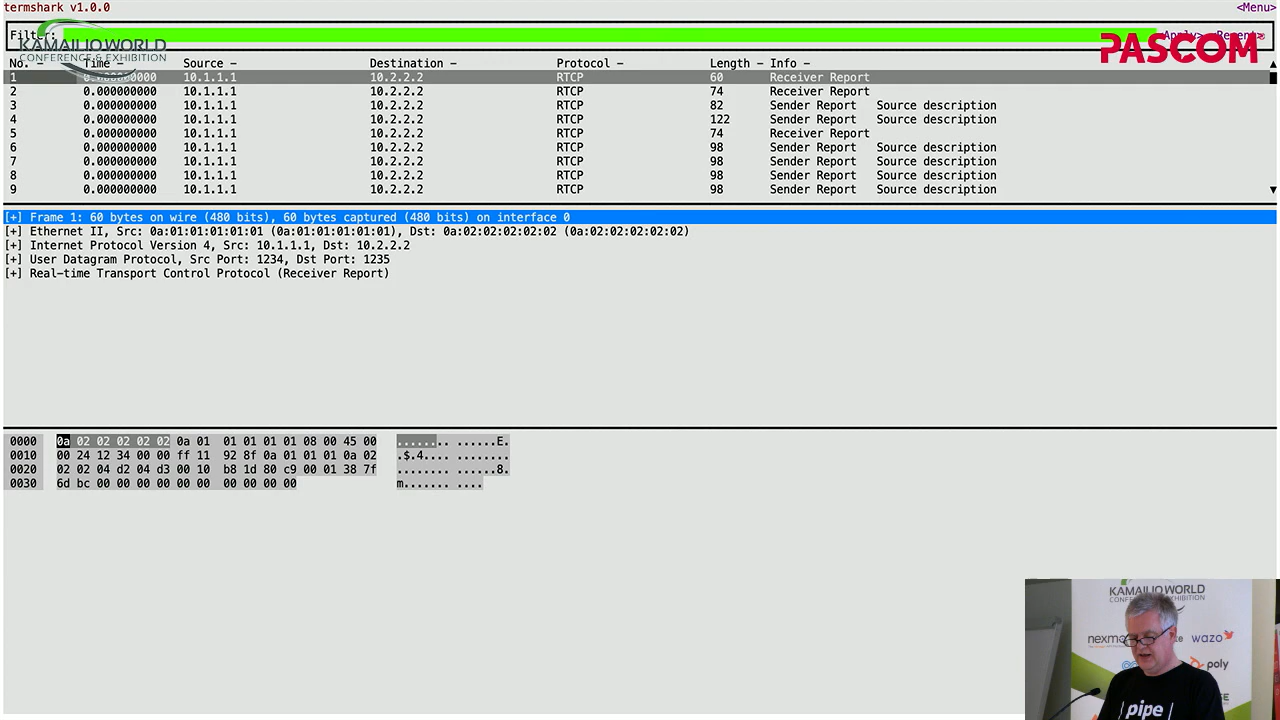 termshark v1.0.0 <Menu>
Filter: <Apply> <Recent>
KAMAILIO WORLD
CONFERENCE & EXHIBITION
PASCOM
No. – Time – Source – Destination – Protocol – Length – Info –
1 0.000000000 10.1.1.1 10.2.2.2 RTCP 60 Receiver Report
2 0.000000000 10.1.1.1 10.2.2.2 RTCP 74 Receiver Report
3 0.000000000 10.1.1.1 10.2.2.2 RTCP 82 Sender Report Source description
4 0.000000000 10.1.1.1 10.2.2.2 RTCP 122 Sender Report Source description
5 0.000000000 10.1.1.1 10.2.2.2 RTCP 74 Receiver Report
6 0.000000000 10.1.1.1 10.2.2.2 RTCP 98 Sender Report Source description
7 0.000000000 10.1.1.1 10.2.2.2 RTCP 98 Sender Report Source description
8 0.000000000 10.1.1.1 10.2.2.2 RTCP 98 Sender Report Source description
9 0.000000000 10.1.1.1 10.2.2.2 RTCP 98 Sender Report Source description
[+] Frame 1: 60 bytes on wire (480 bits), 60 bytes captured (480 bits) on interface 0
[+] Ethernet II, Src: 0a:01:01:01:01:01 (0a:01:01:01:01:01), Dst: 0a:02:02:02:02:02 (0a:02:02:02:02:02)
[+] Internet Protocol Version 4, Src: 10.1.1.1, Dst: 10.2.2.2
[+] User Datagram Protocol, Src Port: 1234, Dst Port: 1235
[+] Real-time Transport Control Protocol (Receiver Report)
0000 0a 02 02 02 02 02 0a 01 01 01 01 01 08 00 45 00 ........ ......E.
0010 00 24 12 34 00 00 ff 11 92 8f 0a 01 01 01 0a 02 .$.4.... ........
0020 02 02 04 d2 04 d3 00 10 b8 1d 80 c9 00 01 38 7f ........ ......8.
0030 6d bc 00 00 00 00 00 00 00 00 00 00 m....... ....
KAMAILIO WORLD
CONFERENCE & EXHIBITION
wazo
poly
pipe